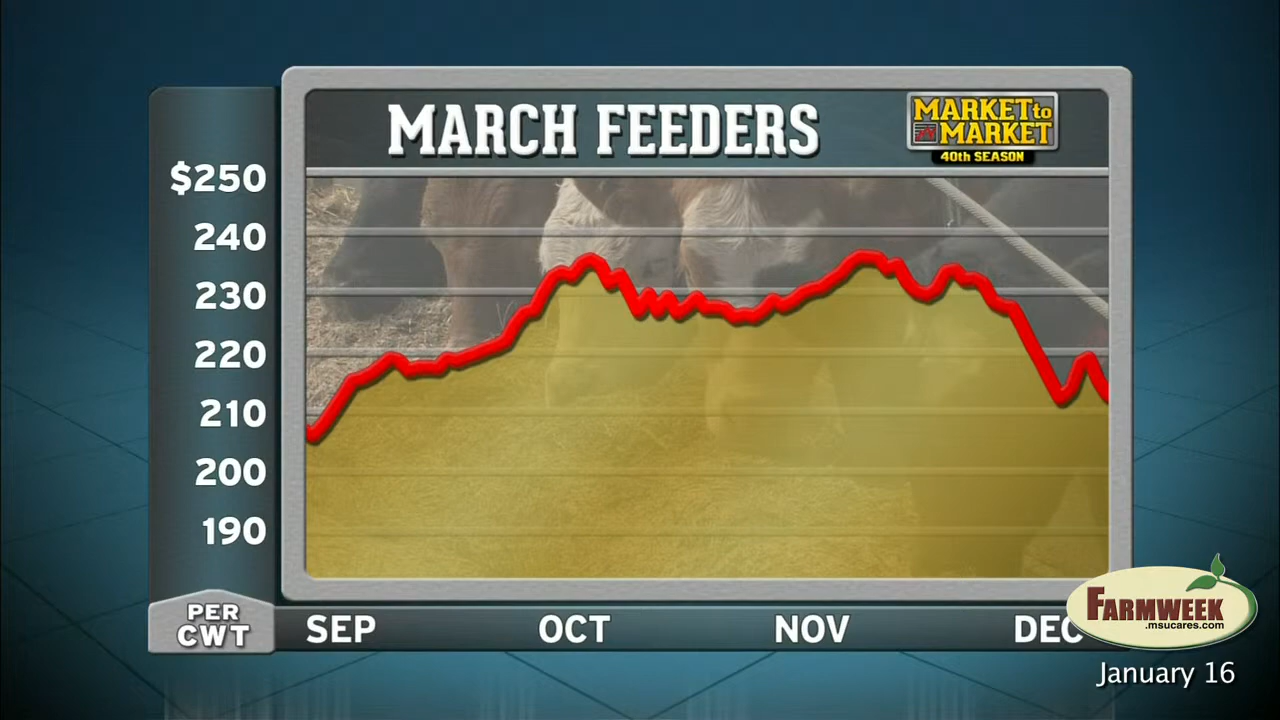 MARCH FEEDERS
MARKET to
MARKET
40th SEASON
$250
240
230
220
210
200
190
PER
CWT
SEP
OCT
NOV
DEC
FARMWEEK
.msucares.com
January 16